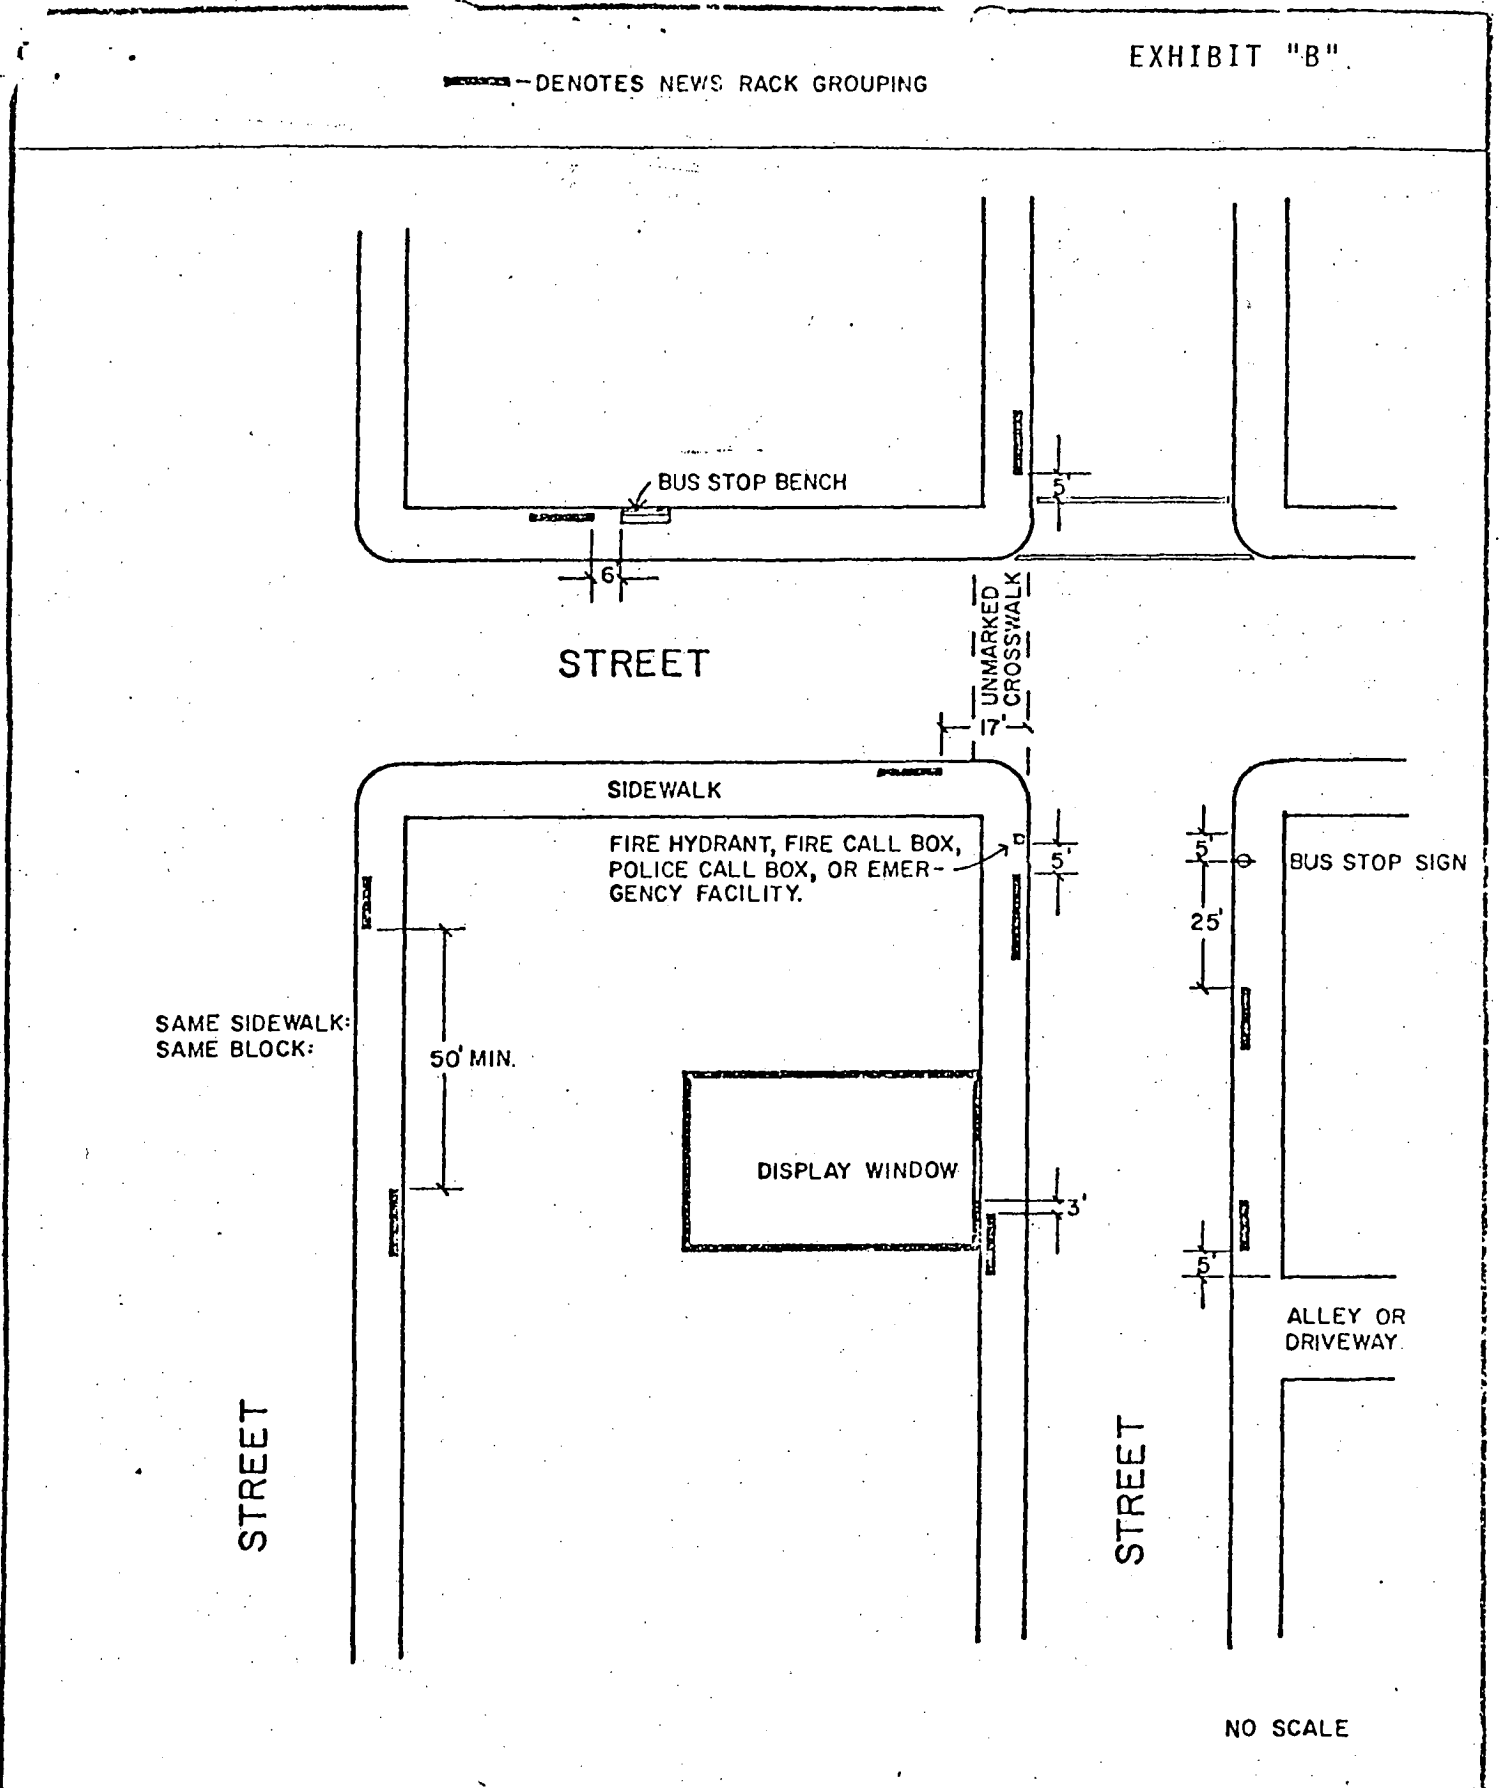 EXHIBIT "B".
-DENOTES NEWS RACK GROUPING
BUS STOP BENCH
5'
6'
UNMARKED
CROSSWALK
STREET
17'
SIDEWALK
FIRE HYDRANT, FIRE CALL BOX,
POLICE CALL BOX, OR EMER-
GENCY FACILITY.
5'
5'
BUS STOP SIGN
25'
SAME SIDEWALK:
SAME BLOCK:
50' MIN.
DISPLAY WINDOW
3'
5'
ALLEY OR
DRIVEWAY.
STREET
STREET
NO SCALE